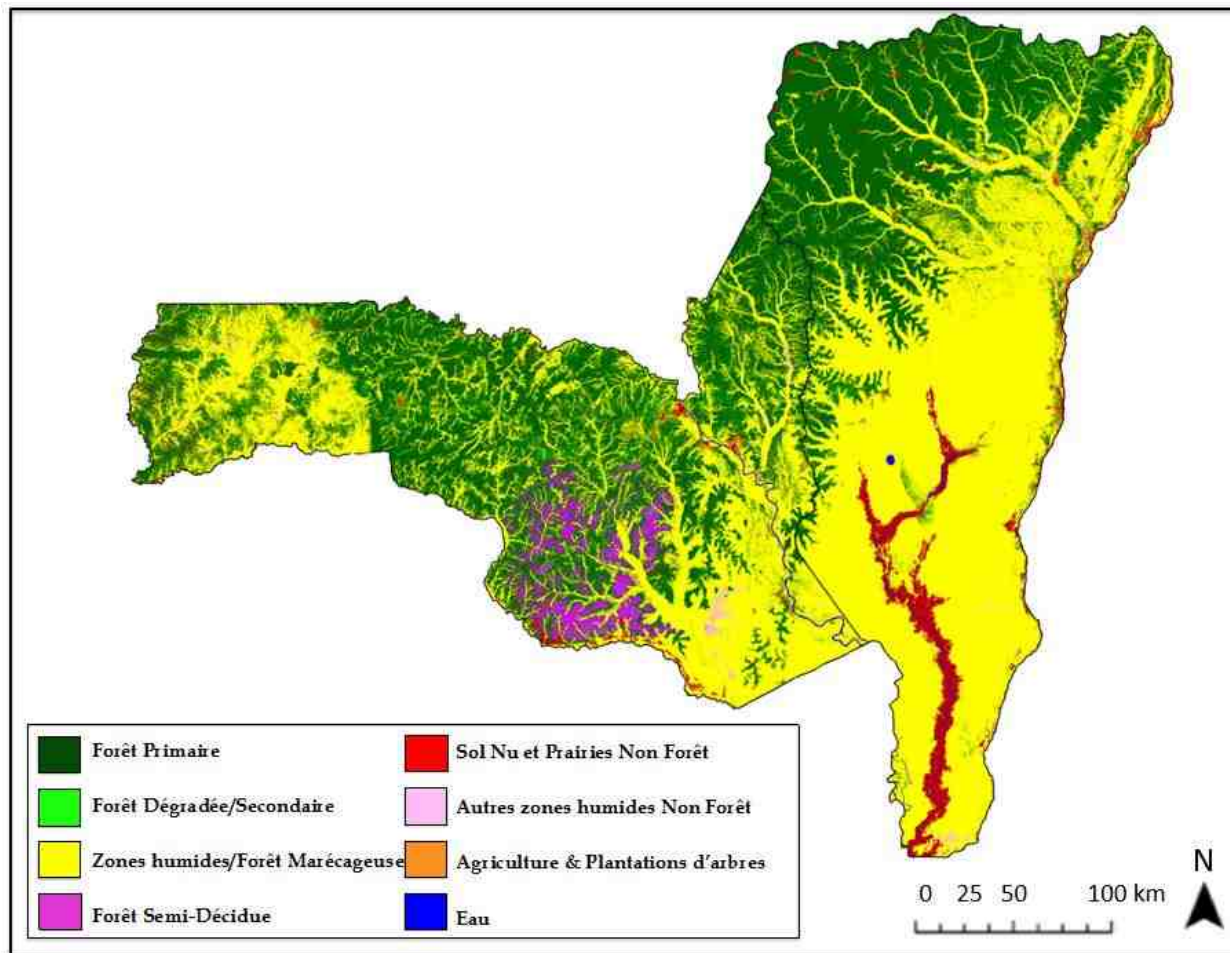 Forêt Primaire
Forêt Dégradée/Secondaire
Zones humides/Forêt Marécageuse
Forêt Semi-Décidue
Sol Nu et Prairies Non Forêt
Autres zones humides Non Forêt
Agriculture & Plantations d'arbres
Eau
N
0 25 50 100 km